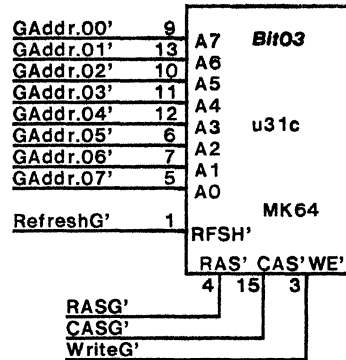 GAddr.00' 9 A7 Bit03
GAddr.01' 13 A6
GAddr.02' 10 A5
GAddr.03' 11 A4
GAddr.04' 12 A3 u31c
GAddr.05' 6 A2
GAddr.06' 7 A1
GAddr.07' 5 A0
MK64
RefreshG' 1 RFSH'
RAS' CAS' WE'
4 15 3
RASG'
CASG'
WriteG'